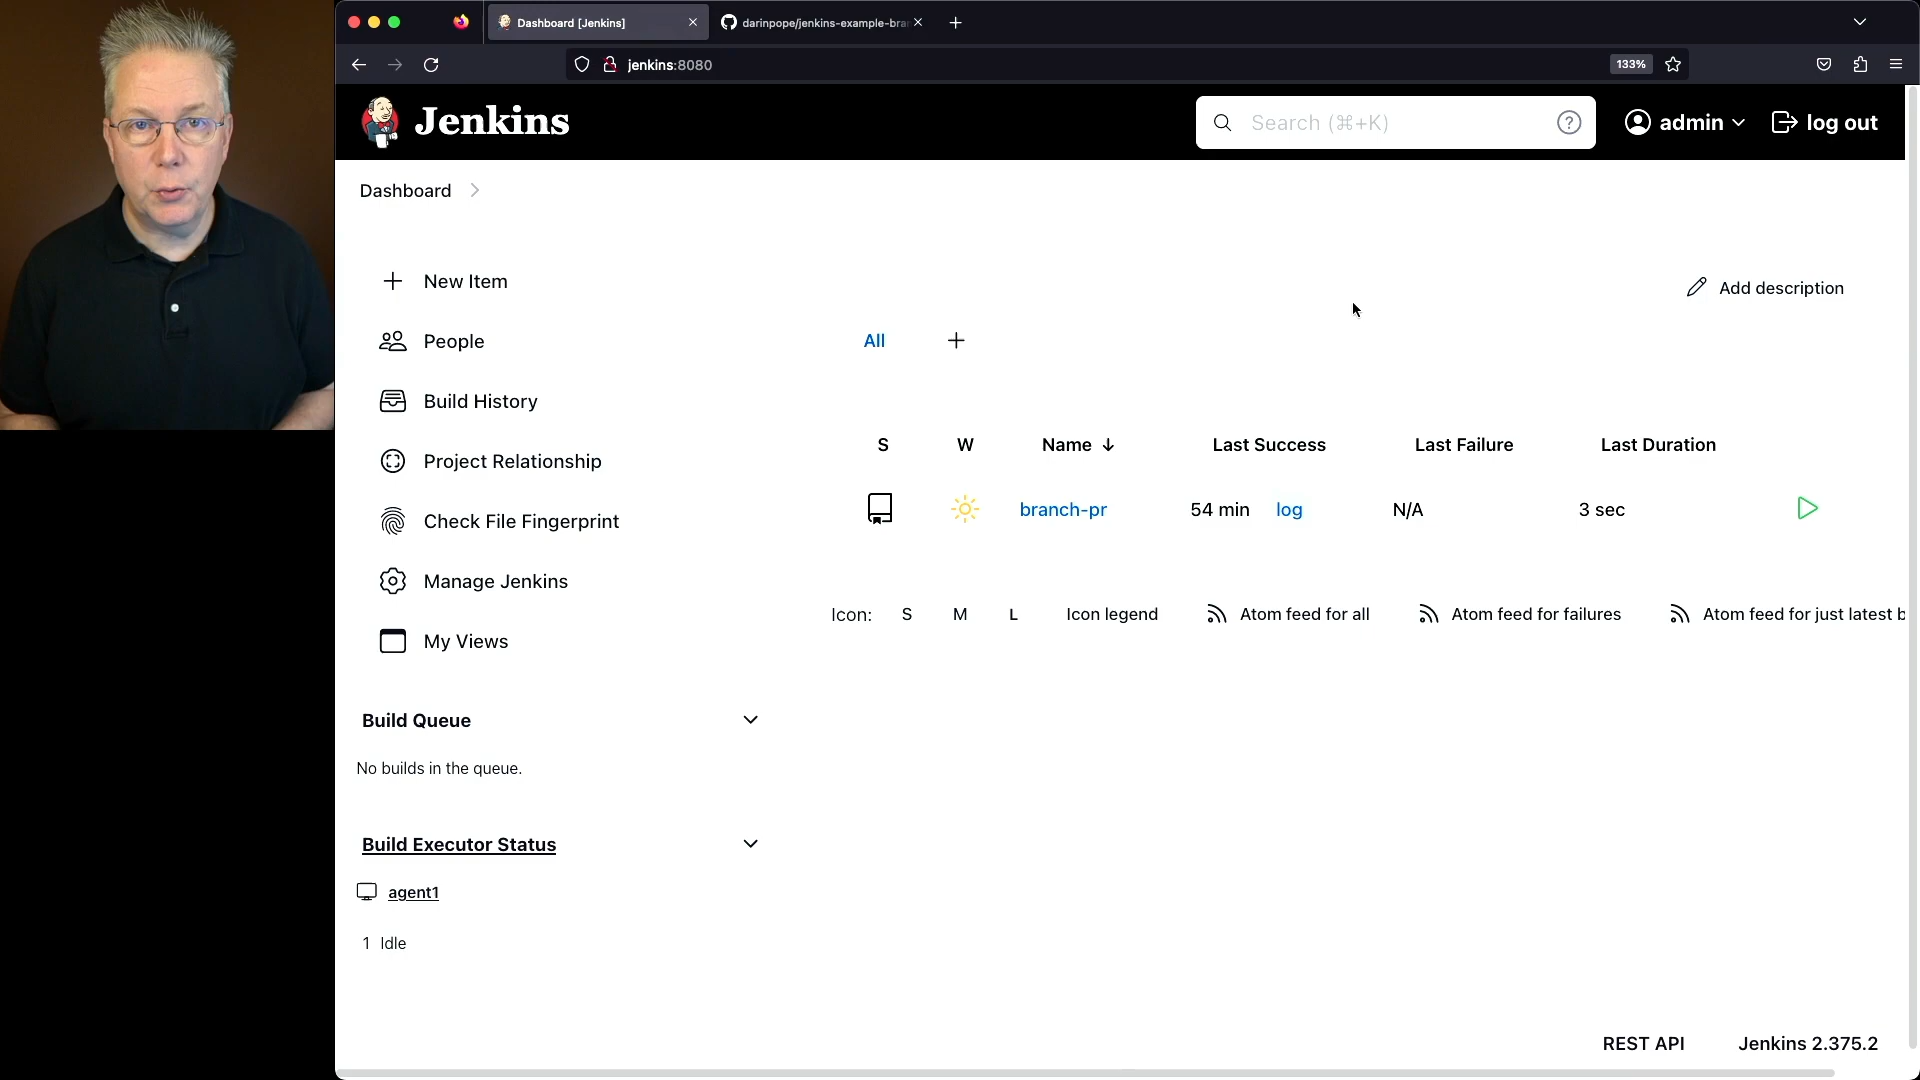 Dashboard [Jenkins]
darinpope/jenkins-example-bra
jenkins:8080
133%
Jenkins
Search (⌘+K)
admin
log out
Dashboard
New Item
Add description
People
All
Build History
S W Name ↓ Last Success Last Failure Last Duration
Project Relationship
branch-pr 54 min log N/A 3 sec
Check File Fingerprint
Manage Jenkins
Icon: S M L Icon legend Atom feed for all Atom feed for failures Atom feed for just latest b
My Views
Build Queue
No builds in the queue.
Build Executor Status
agent1
1 Idle
REST API Jenkins 2.375.2